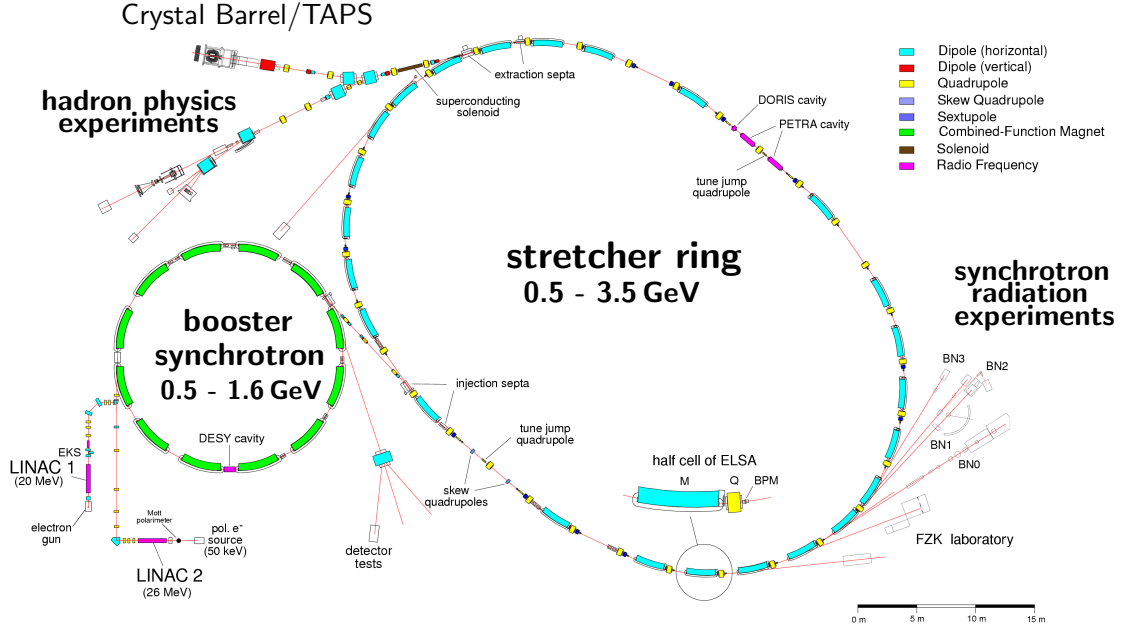 Crystal Barrel/TAPS
hadron physics
experiments
extraction septa
superconducting
solenoid
DORIS cavity
PETRA cavity
tune jump
quadrupole
Dipole (horizontal)
Dipole (vertical)
Quadrupole
Skew Quadrupole
Sextupole
Combined-Function Magnet
Solenoid
Radio Frequency
stretcher ring
0.5 - 3.5 GeV
synchrotron
radiation
experiments
booster
synchrotron
0.5 - 1.6 GeV
DESY cavity
injection septa
tune jump
quadrupole
skew
quadrupoles
half cell of ELSA
M
Q
BPM
BN3
BN2
BN1
BN0
FZK laboratory
EKS
LINAC 1
(20 MeV)
electron
gun
Mott
polarimeter
pol. e⁻
source
(50 keV)
LINAC 2
(26 MeV)
detector
tests
0 m
5 m
10 m
15 m